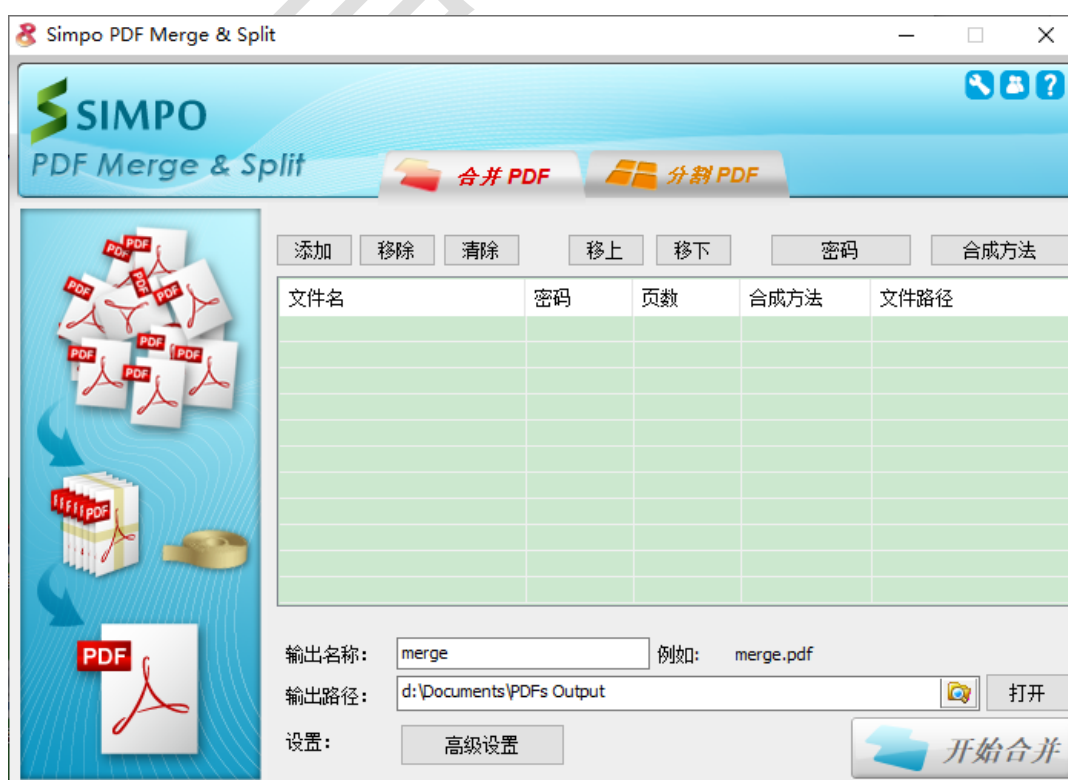 Simpo PDF Merge & Split
SIMPO
PDF Merge & Split
合并 PDF
分割 PDF
添加 移除 清除 移上 移下 密码 合成方法
文件名 密码 页数 合成方法 文件路径
PDF PDF
PDF PDF PDF
PDF
PDF PDF
PDF
PDF
PDF
输出名称: merge 例如: merge.pdf
输出路径: d:\Documents\PDFs Output 打开
设置: 高级设置
开始合并